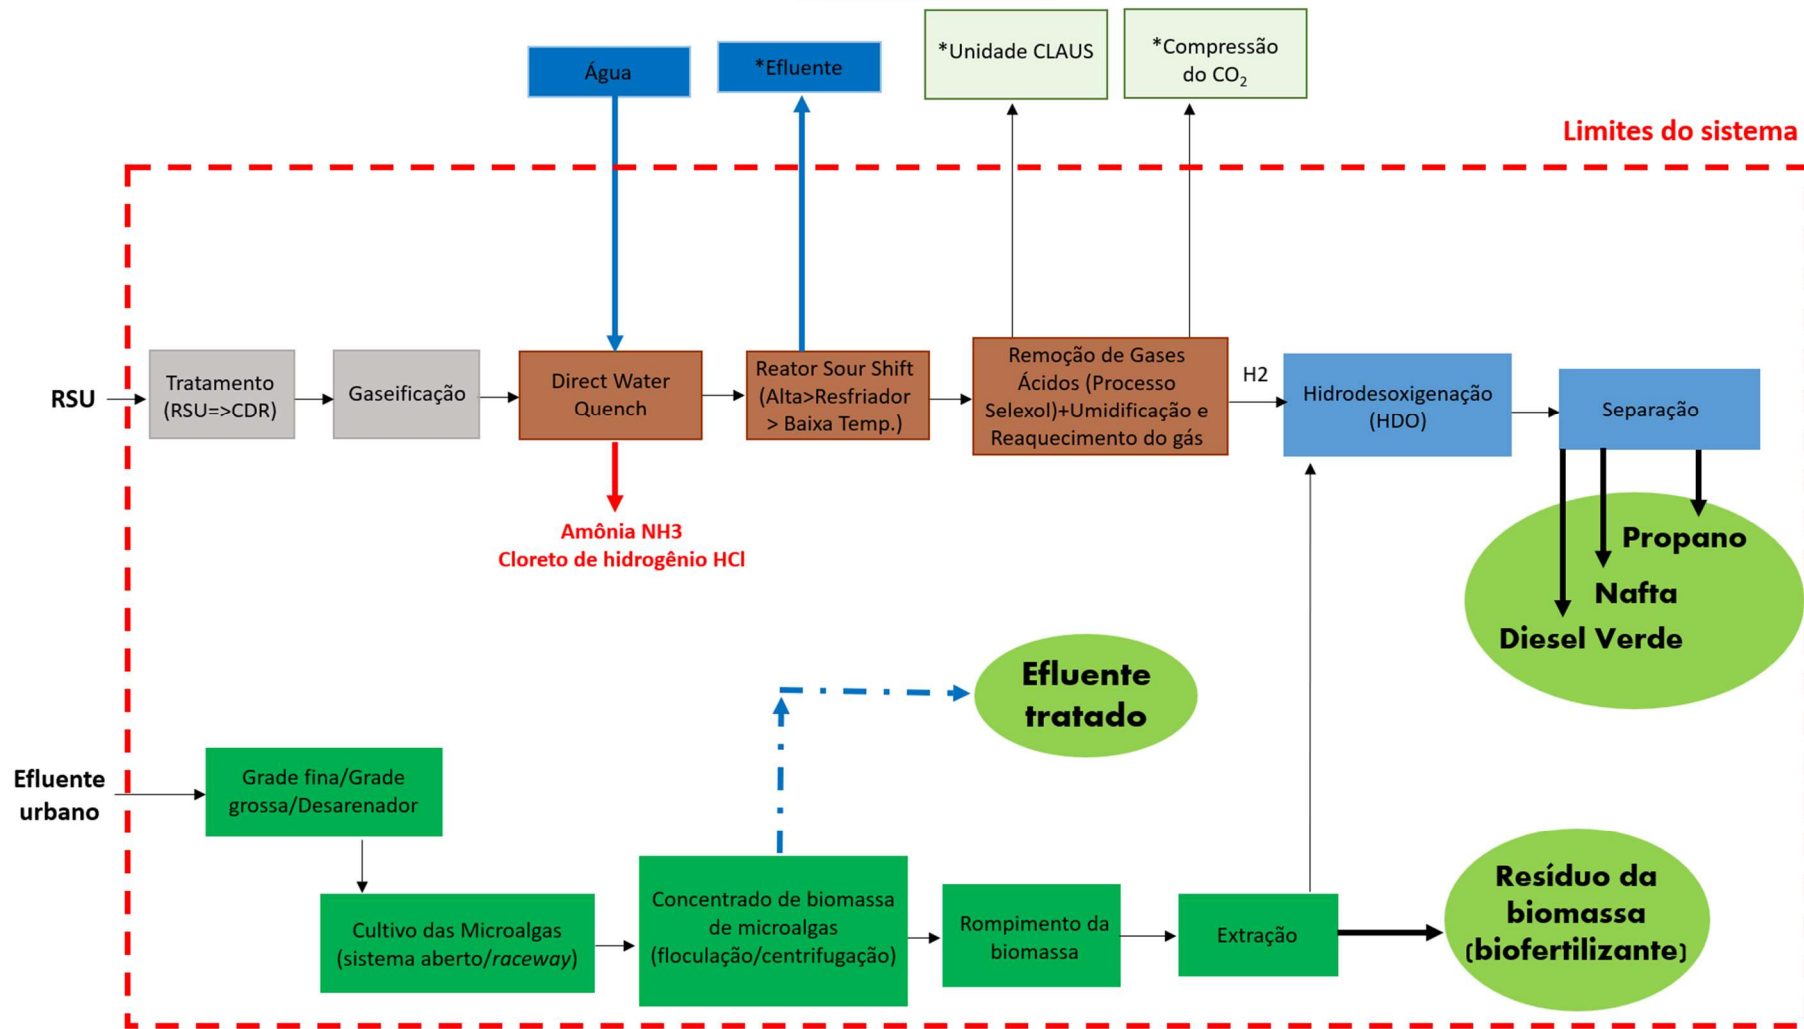 Água
*Efluente
*Unidade CLAUS
*Compressão
do CO₂
Limites do sistema
RSU
Tratamento
(RSU=>CDR)
Gaseificação
Direct Water
Quench
Reator Sour Shift
(Alta>Resfriador
> Baixa Temp.)
Remoção de Gases
Ácidos (Processo
Selexol)+Umidificação e
Reaquecimento do gás
H2
Hidrodesoxigenação
(HDO)
Separação
Amônia NH3
Cloreto de hidrogênio HCl
Propano
Nafta
Diesel Verde
Efluente
tratado
Efluente
urbano
Grade fina/Grade
grossa/Desarenador
Cultivo das Microalgas
(sistema aberto/raceway)
Concentrado de biomassa
de microalgas
(floculação/centrifugação)
Rompimento da
biomassa
Extração
Resíduo da
biomassa
(biofertilizante)